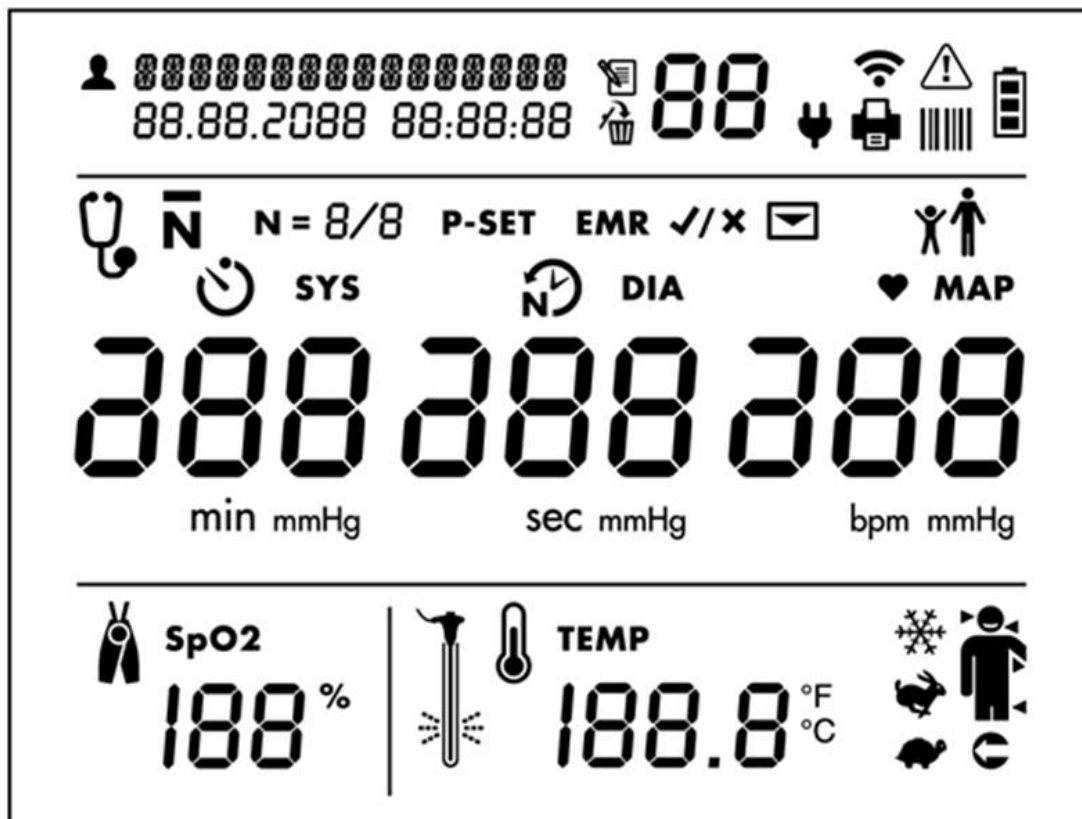 88.88.2088 88:88:88
88
N
N = 8/8 P-SET EMR ✓/✗
SYS N DIA ♥ MAP
288 288 288
min mmHg sec mmHg bpm mmHg
SpO2 TEMP
188 % 188.8 °F
°C